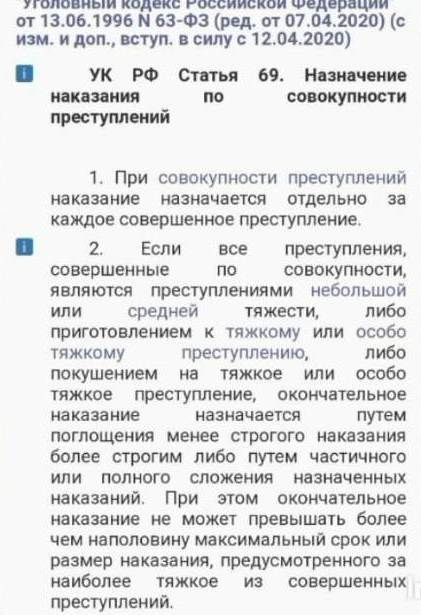 "Уголовный кодекс Российской Федерации"
от 13.06.1996 N 63-ФЗ (ред. от 07.04.2020) (с
изм. и доп., вступ. в силу с 12.04.2020)
УК РФ Статья 69. Назначение
наказания по совокупности
преступлений
1. При совокупности преступлений
наказание назначается отдельно за
каждое совершенное преступление.
2. Если все преступления,
совершенные по совокупности,
являются преступлениями небольшой
или средней тяжести, либо
приготовлением к тяжкому или особо
тяжкому преступлению, либо
покушением на тяжкое или особо
тяжкое преступление, окончательное
наказание назначается путем
поглощения менее строгого наказания
более строгим либо путем частичного
или полного сложения назначенных
наказаний. При этом окончательное
наказание не может превышать более
чем наполовину максимальный срок или
размер наказания, предусмотренного за
наиболее тяжкое из совершенных
преступлений.